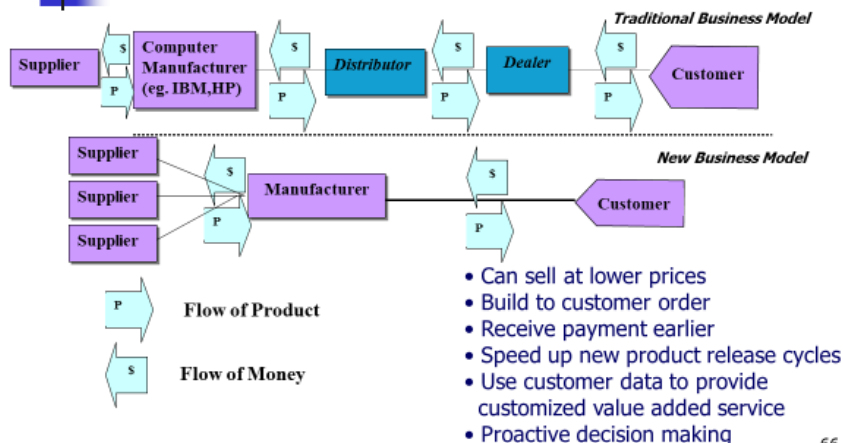 Traditional Business Model
Supplier
$
P
Computer
Manufacturer
(eg. IBM,HP)
$
P
Distributor
$
P
Dealer
$
P
Customer
New Business Model
Supplier
Supplier
Supplier
$
P
Manufacturer
$
P
Customer
P
Flow of Product
$
Flow of Money
• Can sell at lower prices
• Build to customer order
• Receive payment earlier
• Speed up new product release cycles
• Use customer data to provide
customized value added service
• Proactive decision making
66